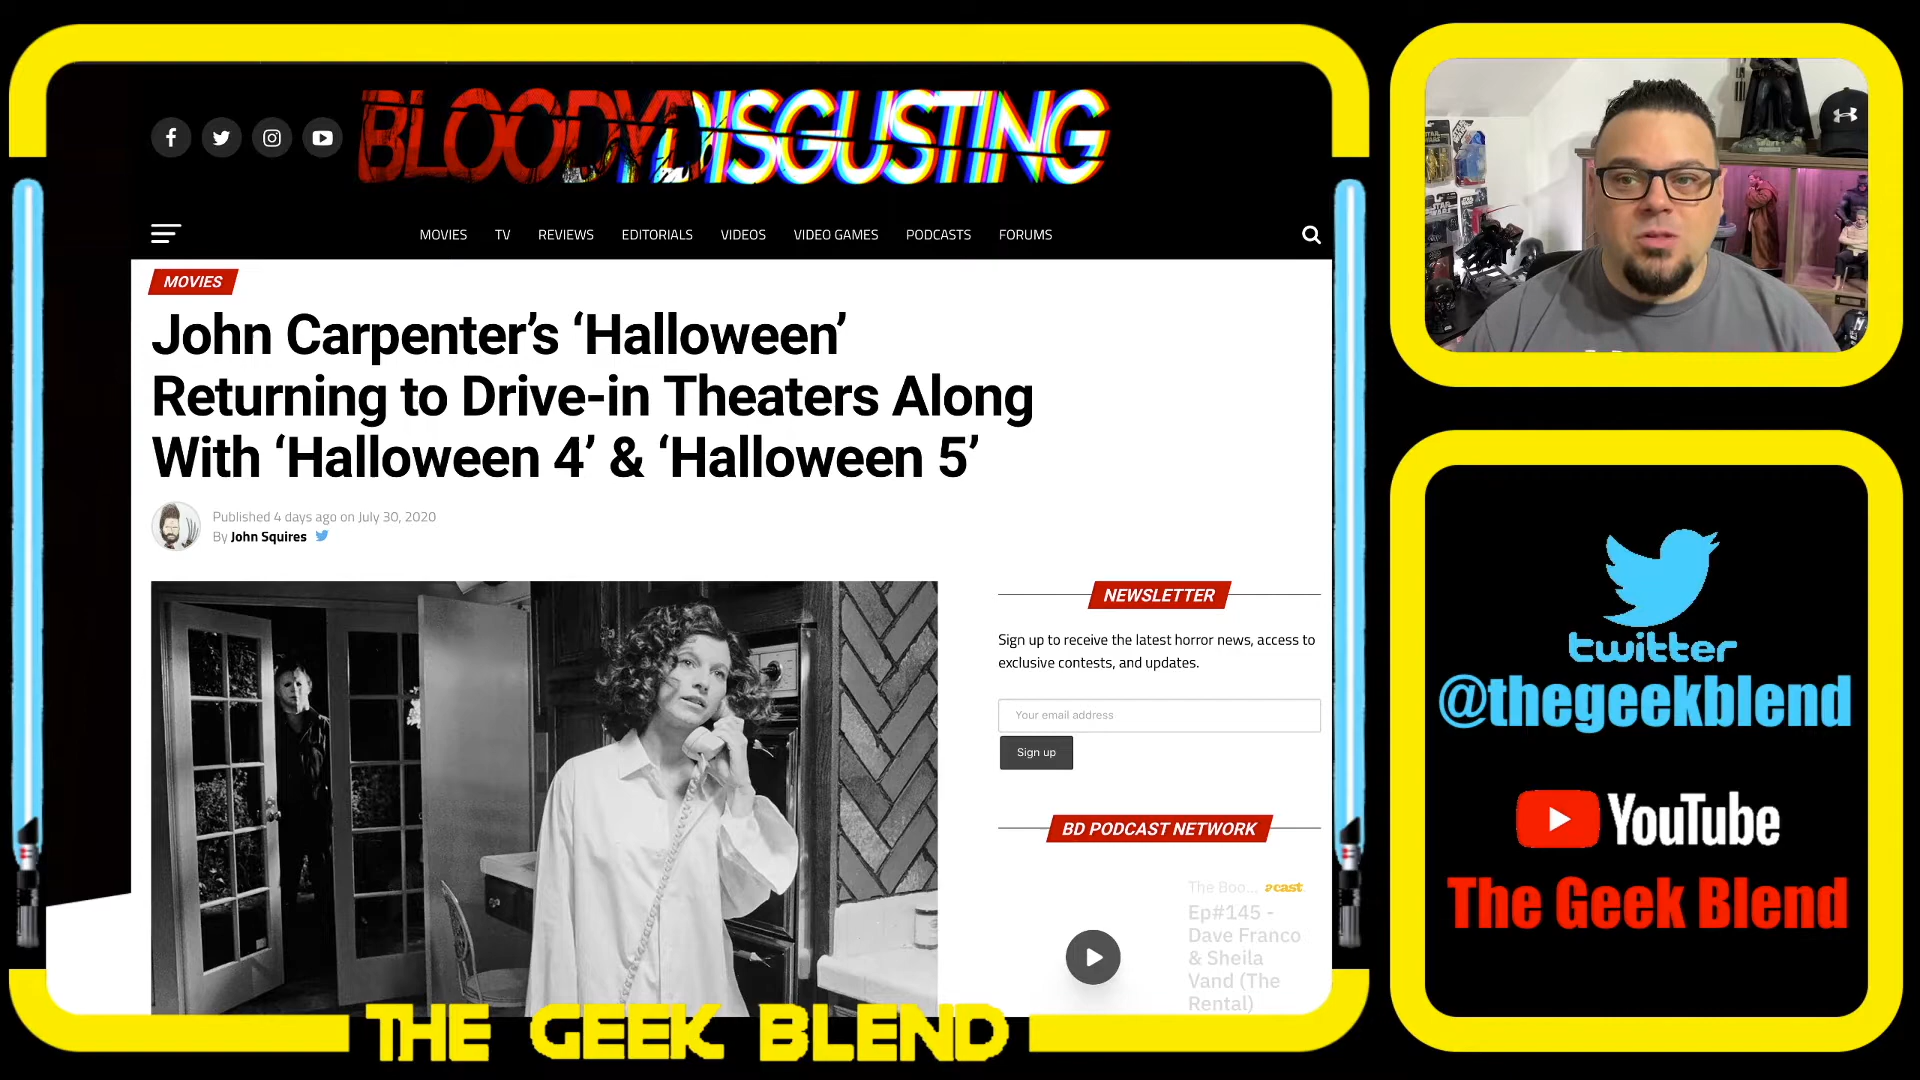 BLOODYDISGUSTING
MOVIES TV REVIEWS EDITORIALS VIDEOS VIDEO GAMES PODCASTS FORUMS
MOVIES
John Carpenter’s ‘Halloween’
Returning to Drive-in Theaters Along
With ‘Halloween 4’ & ‘Halloween 5’
Published 4 days ago on July 30, 2020
By John Squires
NEWSLETTER
Sign up to receive the latest horror news, access to
exclusive contests, and updates.
Your email address
Sign up
BD PODCAST NETWORK
The Boo... acast
Ep#145 -
Dave Franco
& Sheila
Vand (The
Rental)
THE GEEK BLEND
twitter
@thegeekblend
YouTube
The Geek Blend